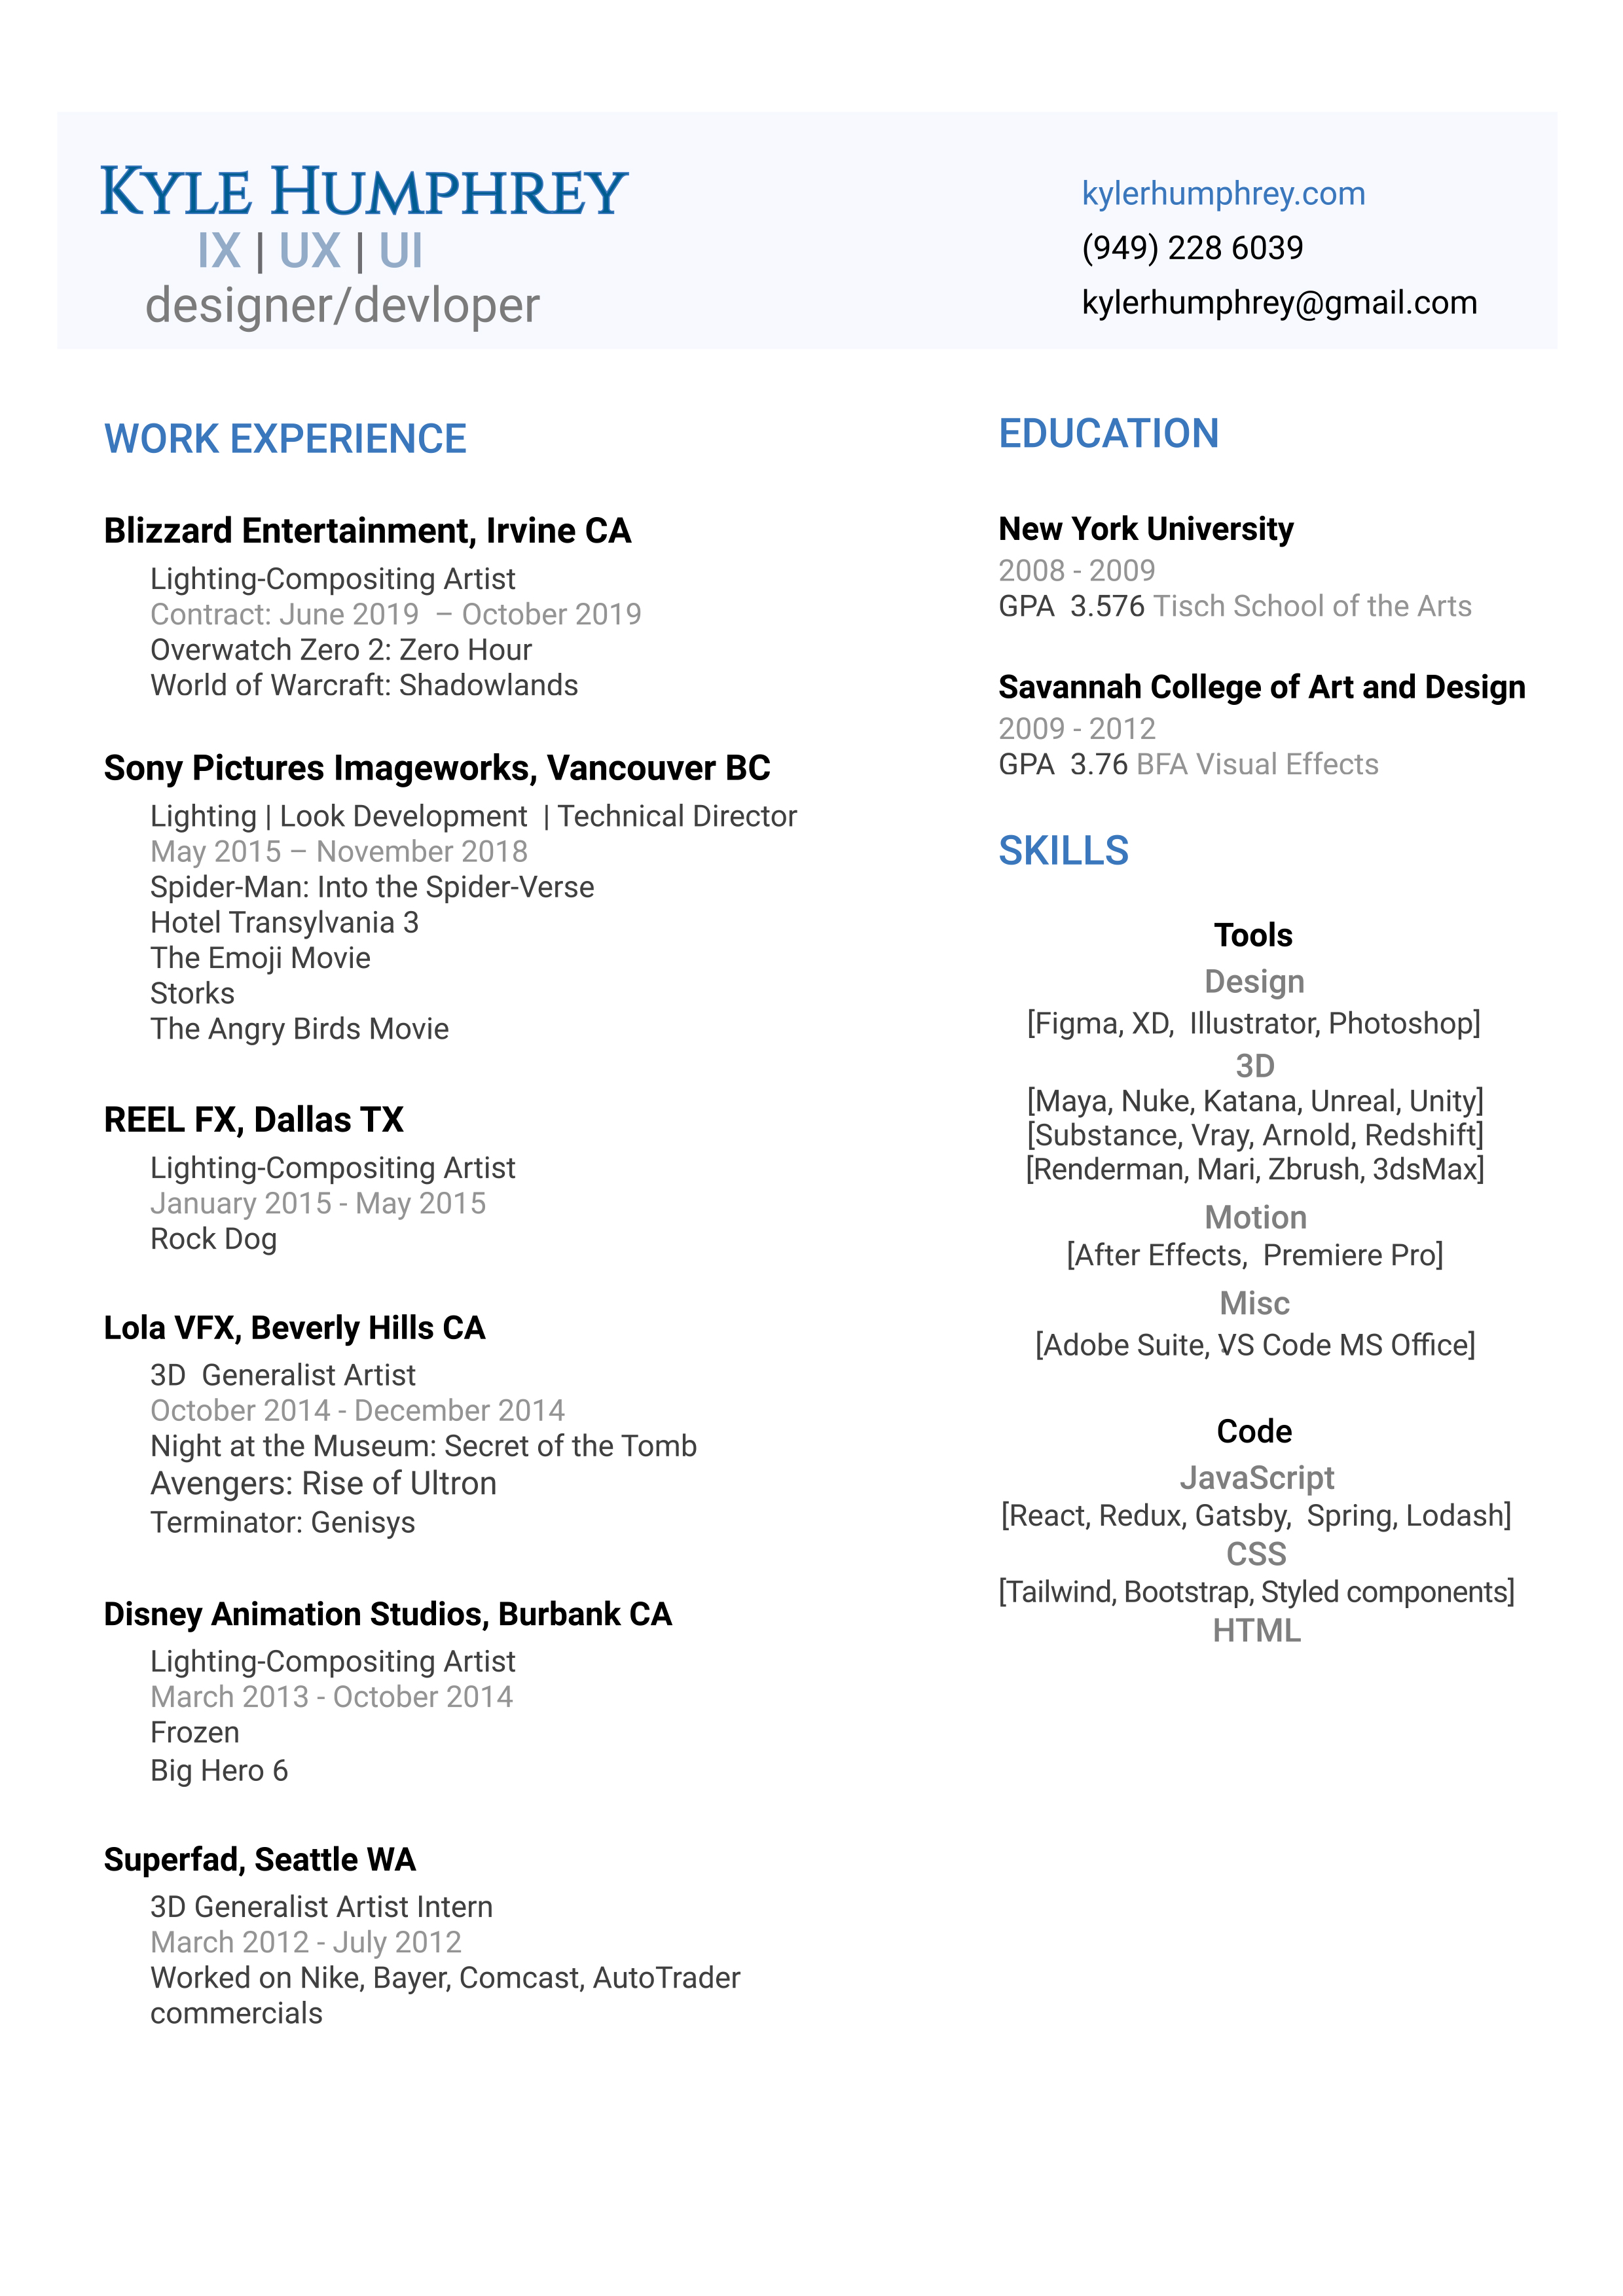 KYLE HUMPHREY
IX | UX | UI
designer/devloper
kylerhumphrey.com
(949) 228 6039
kylerhumphrey@gmail.com
WORK EXPERIENCE
Blizzard Entertainment, Irvine CA
Lighting-Compositing Artist
Contract: June 2019 – October 2019
Overwatch Zero 2: Zero Hour
World of Warcraft: Shadowlands
Sony Pictures Imageworks, Vancouver BC
Lighting | Look Development | Technical Director
May 2015 – November 2018
Spider-Man: Into the Spider-Verse
Hotel Transylvania 3
The Emoji Movie
Storks
The Angry Birds Movie
REEL FX, Dallas TX
Lighting-Compositing Artist
January 2015 - May 2015
Rock Dog
Lola VFX, Beverly Hills CA
3D Generalist Artist
October 2014 - December 2014
Night at the Museum: Secret of the Tomb
Avengers: Rise of Ultron
Terminator: Genisys
Disney Animation Studios, Burbank CA
Lighting-Compositing Artist
March 2013 - October 2014
Frozen
Big Hero 6
Superfad, Seattle WA
3D Generalist Artist Intern
March 2012 - July 2012
Worked on Nike, Bayer, Comcast, AutoTrader
commercials
EDUCATION
New York University
2008 - 2009
GPA 3.576 Tisch School of the Arts
Savannah College of Art and Design
2009 - 2012
GPA 3.76 BFA Visual Effects
SKILLS
Tools
Design
[Figma, XD, Illustrator, Photoshop]
3D
[Maya, Nuke, Katana, Unreal, Unity]
[Substance, Vray, Arnold, Redshift]
[Renderman, Mari, Zbrush, 3dsMax]
Motion
[After Effects, Premiere Pro]
Misc
[Adobe Suite, VS Code MS Office]
Code
JavaScript
[React, Redux, Gatsby, Spring, Lodash]
CSS
[Tailwind, Bootstrap, Styled components]
HTML